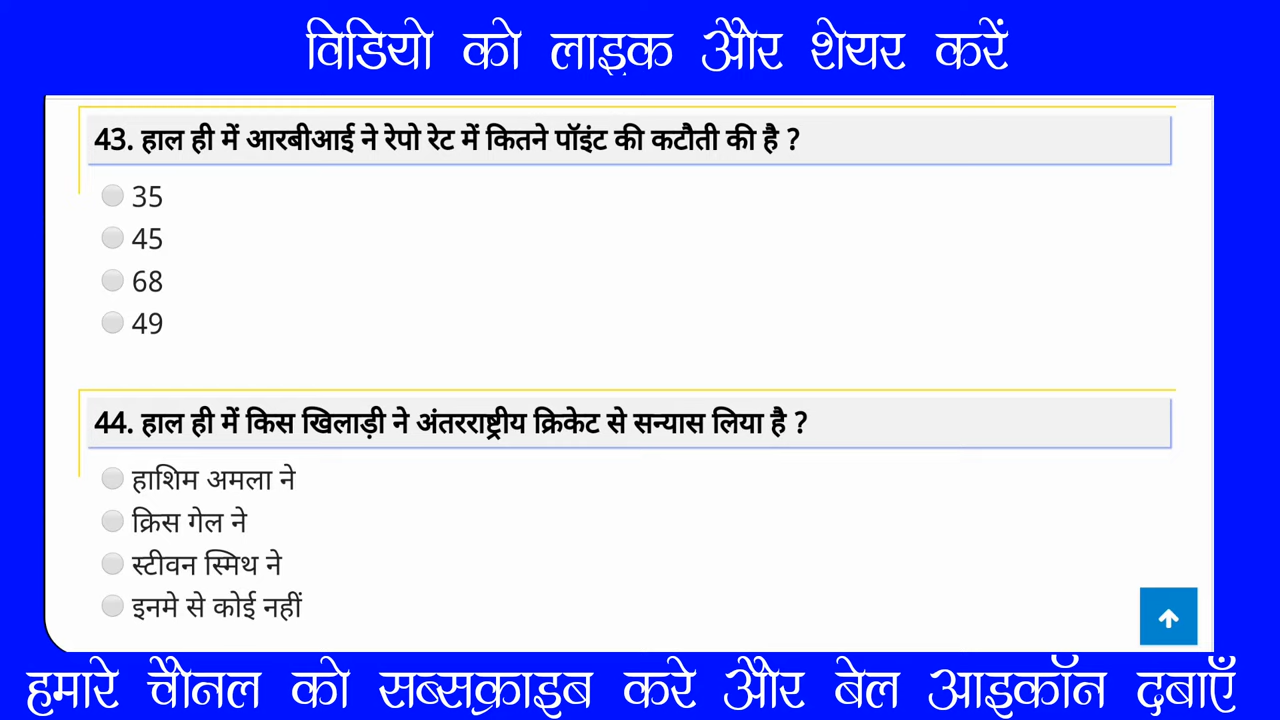 विडियो को लाइक और शेयर करें
43. हाल ही में आरबीआई ने रेपो रेट में कितने पॉइंट की कटौती की है ?
35
45
68
49
44. हाल ही में किस खिलाड़ी ने अंतरराष्ट्रीय क्रिकेट से सन्यास लिया है ?
हाशिम अमला ने
क्रिस गेल ने
स्टीवन स्मिथ ने
इनमे से कोई नहीं
हमारे चैानल को सब्सक्राइब करे और बेल आइकॉन दबाएँ